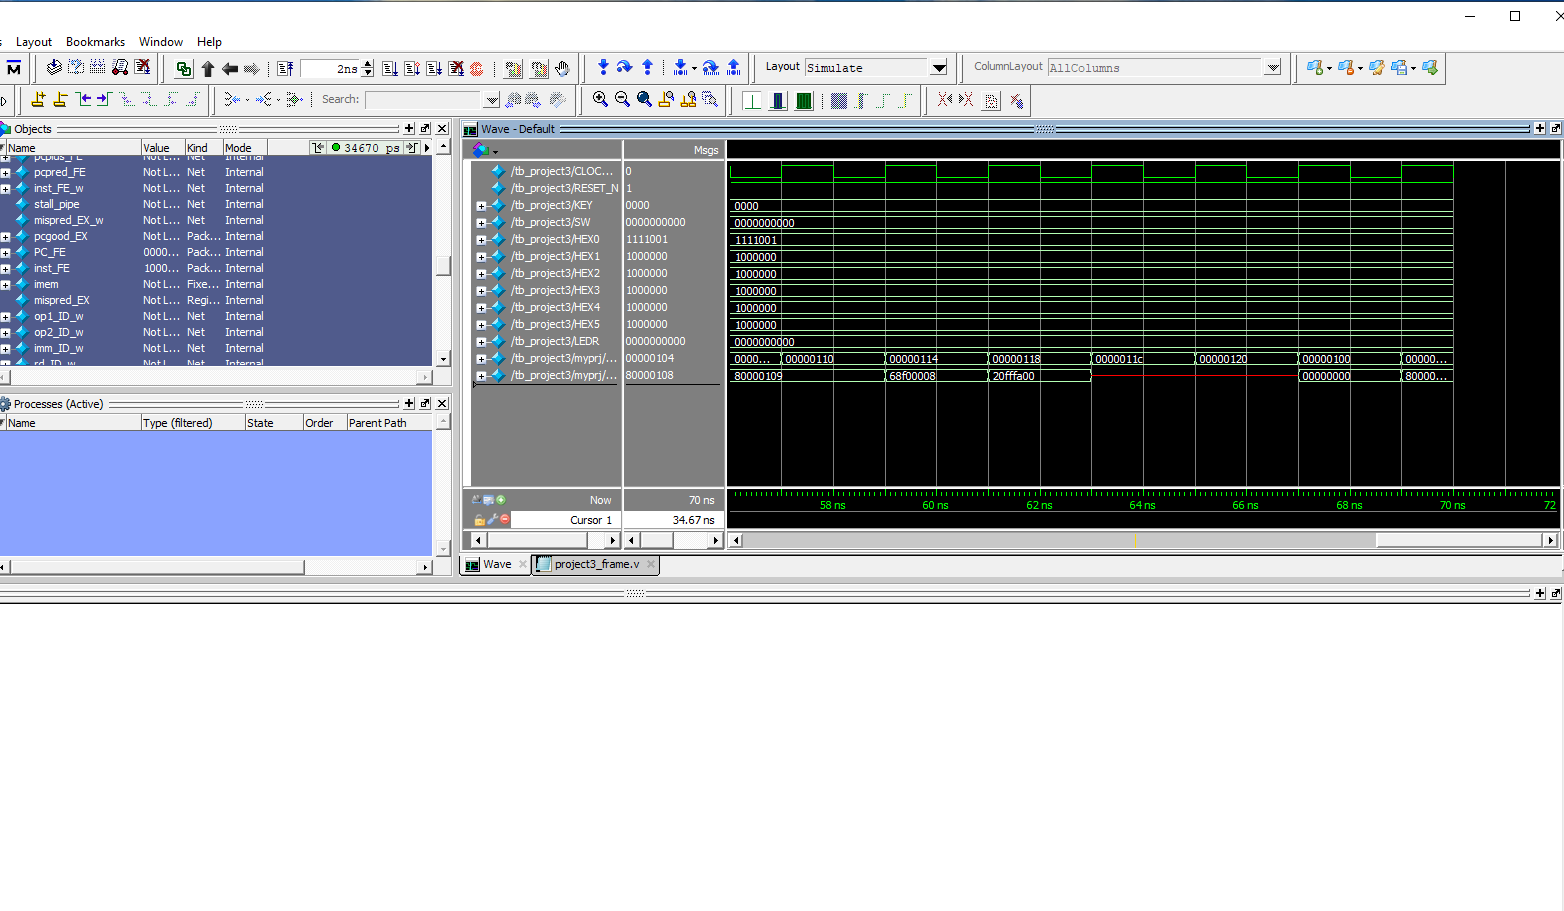 s Layout Bookmarks Window Help
M 2ns Layout Simulate ColumnLayout AllColumns
Search:
Objects
Name Value Kind Mode 34670 ps
pcplus_FE Not L... Net Internal
pcpred_FE Not L... Net Internal
inst_FE_w Not L... Net Internal
stall_pipe Not L... Net Internal
mispred_EX_w Not L... Net Internal
pcgood_EX Not L... Pack... Internal
PC_FE 0000... Pack... Internal
inst_FE 1000... Pack... Internal
imem Not L... Fixe... Internal
mispred_EX Not L... Regi... Internal
op1_ID_w Not L... Net Internal
op2_ID_w Not L... Net Internal
imm_ID_w Not L... Net Internal
rd_ID_w Not L... Net Internal
Processes (Active)
Name Type (filtered) State Order Parent Path
Wave - Default
Msgs
/tb_project3/CLOC... 0
/tb_project3/RESET_N 1
/tb_project3/KEY 0000 0000
/tb_project3/SW 0000000000 0000000000
/tb_project3/HEX0 1111001 1111001
/tb_project3/HEX1 1000000 1000000
/tb_project3/HEX2 1000000 1000000
/tb_project3/HEX3 1000000 1000000
/tb_project3/HEX4 1000000 1000000
/tb_project3/HEX5 1000000 1000000
/tb_project3/LEDR 0000000000 0000000000
/tb_project3/myprj/... 00000104 0000... 00000110 00000114 00000118 0000011c 00000120 00000100 00000...
/tb_project3/myprj/... 80000108 80000109 68f00008 20fffa00 00000000 80000...
Now 70 ns 58 ns 60 ns 62 ns 64 ns 66 ns 68 ns 70 ns 72
Cursor 1 34.67 ns
Wave project3_frame.v